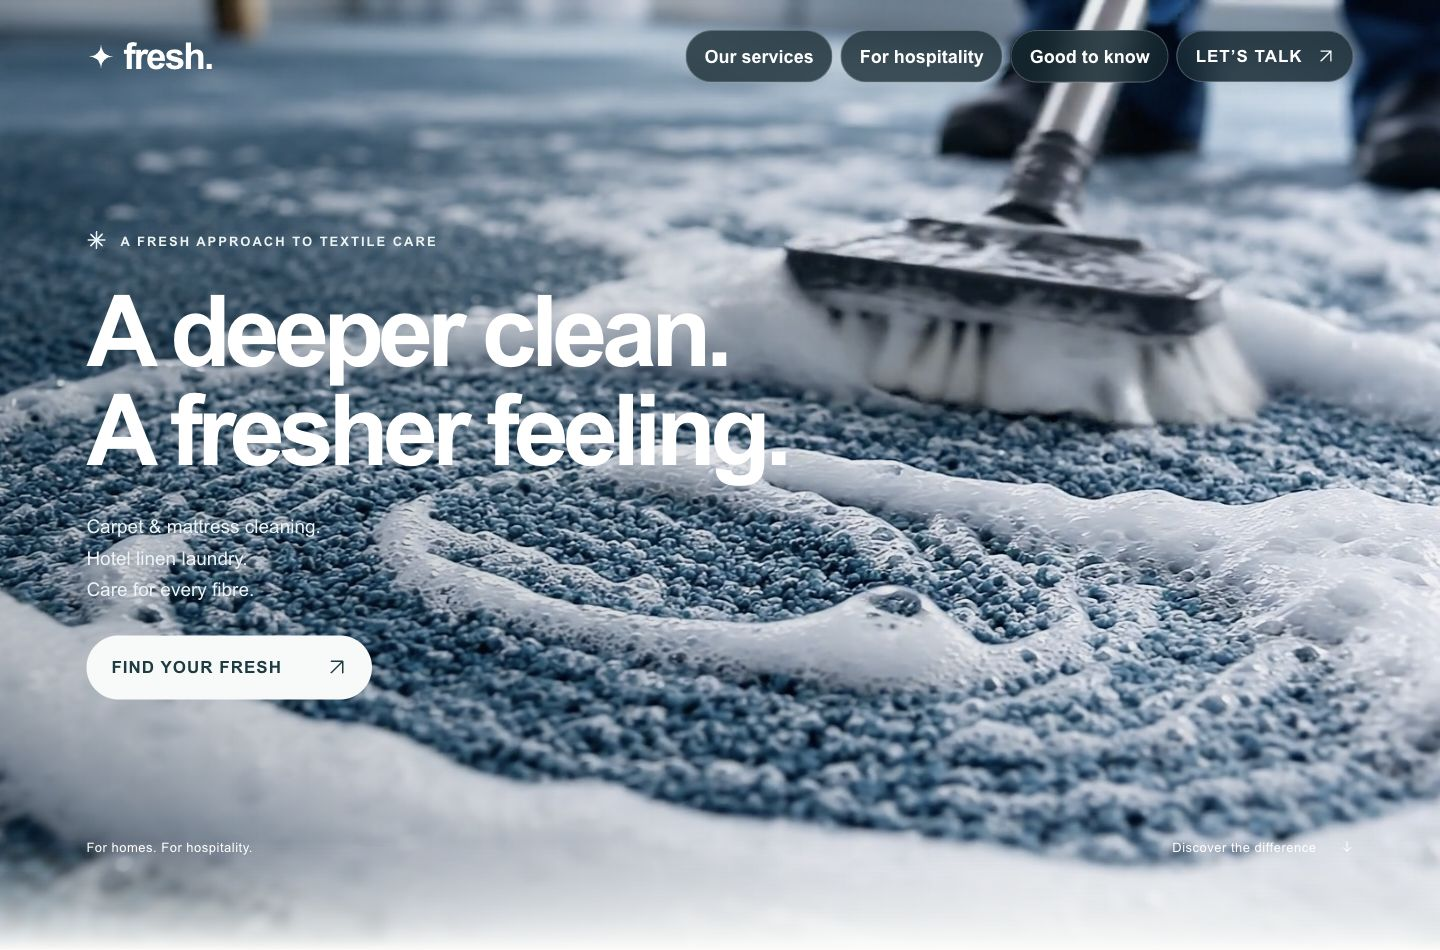 fresh.
Our services
For hospitality
Good to know
LET’S TALK
A FRESH APPROACH TO TEXTILE CARE
A deeper clean.
A fresher feeling.
Carpet & mattress cleaning.
Hotel linen laundry.
Care for every fibre.
FIND YOUR FRESH
For homes. For hospitality.
Discover the difference